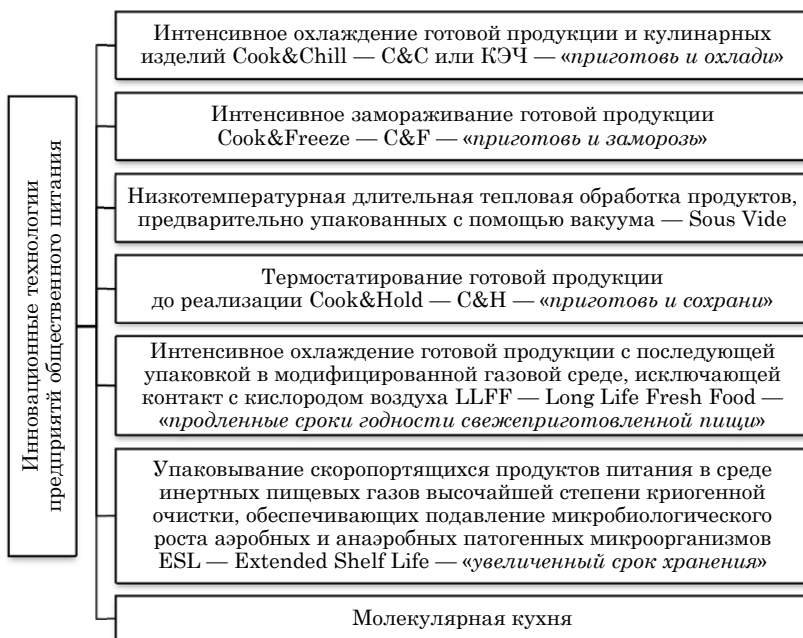 Инновационные технологии
предприятй общественного питания
Интенсивное охлаждение готовой продукции и кулинарных
изделий Cook&Chill — C&C или КЭЧ — «приготовь и охлади»
Интенсивное замораживание готовой продукции
Cook&Freeze — C&F — «приготовь и заморозь»
Низкотемпературная длительная тепловая обработка продуктов,
предварительно упакованных с помощью вакуума — Sous Vide
Термостатирование готовой продукции
до реализации Cook&Hold — C&H — «приготовь и сохрани»
Интенсивное охлаждение готовой продукции с последующей
упаковкой в модифицированной газовой среде, исключающей
контакт с кислородом воздуха LLFF — Long Life Fresh Food —
«продленные сроки годности свежеприготовленной пищи»
Упаковывание скоропортящихся продуктов питания в среде
инертных пищевых газов высочайшей степени криогенной
очистки, обеспечивающих подавление микробиологического
роста аэробных и анаэробных патогенных микроорганизмов
ESL — Extended Shelf Life — «увеличенный срок хранения»
Молекулярная кухня